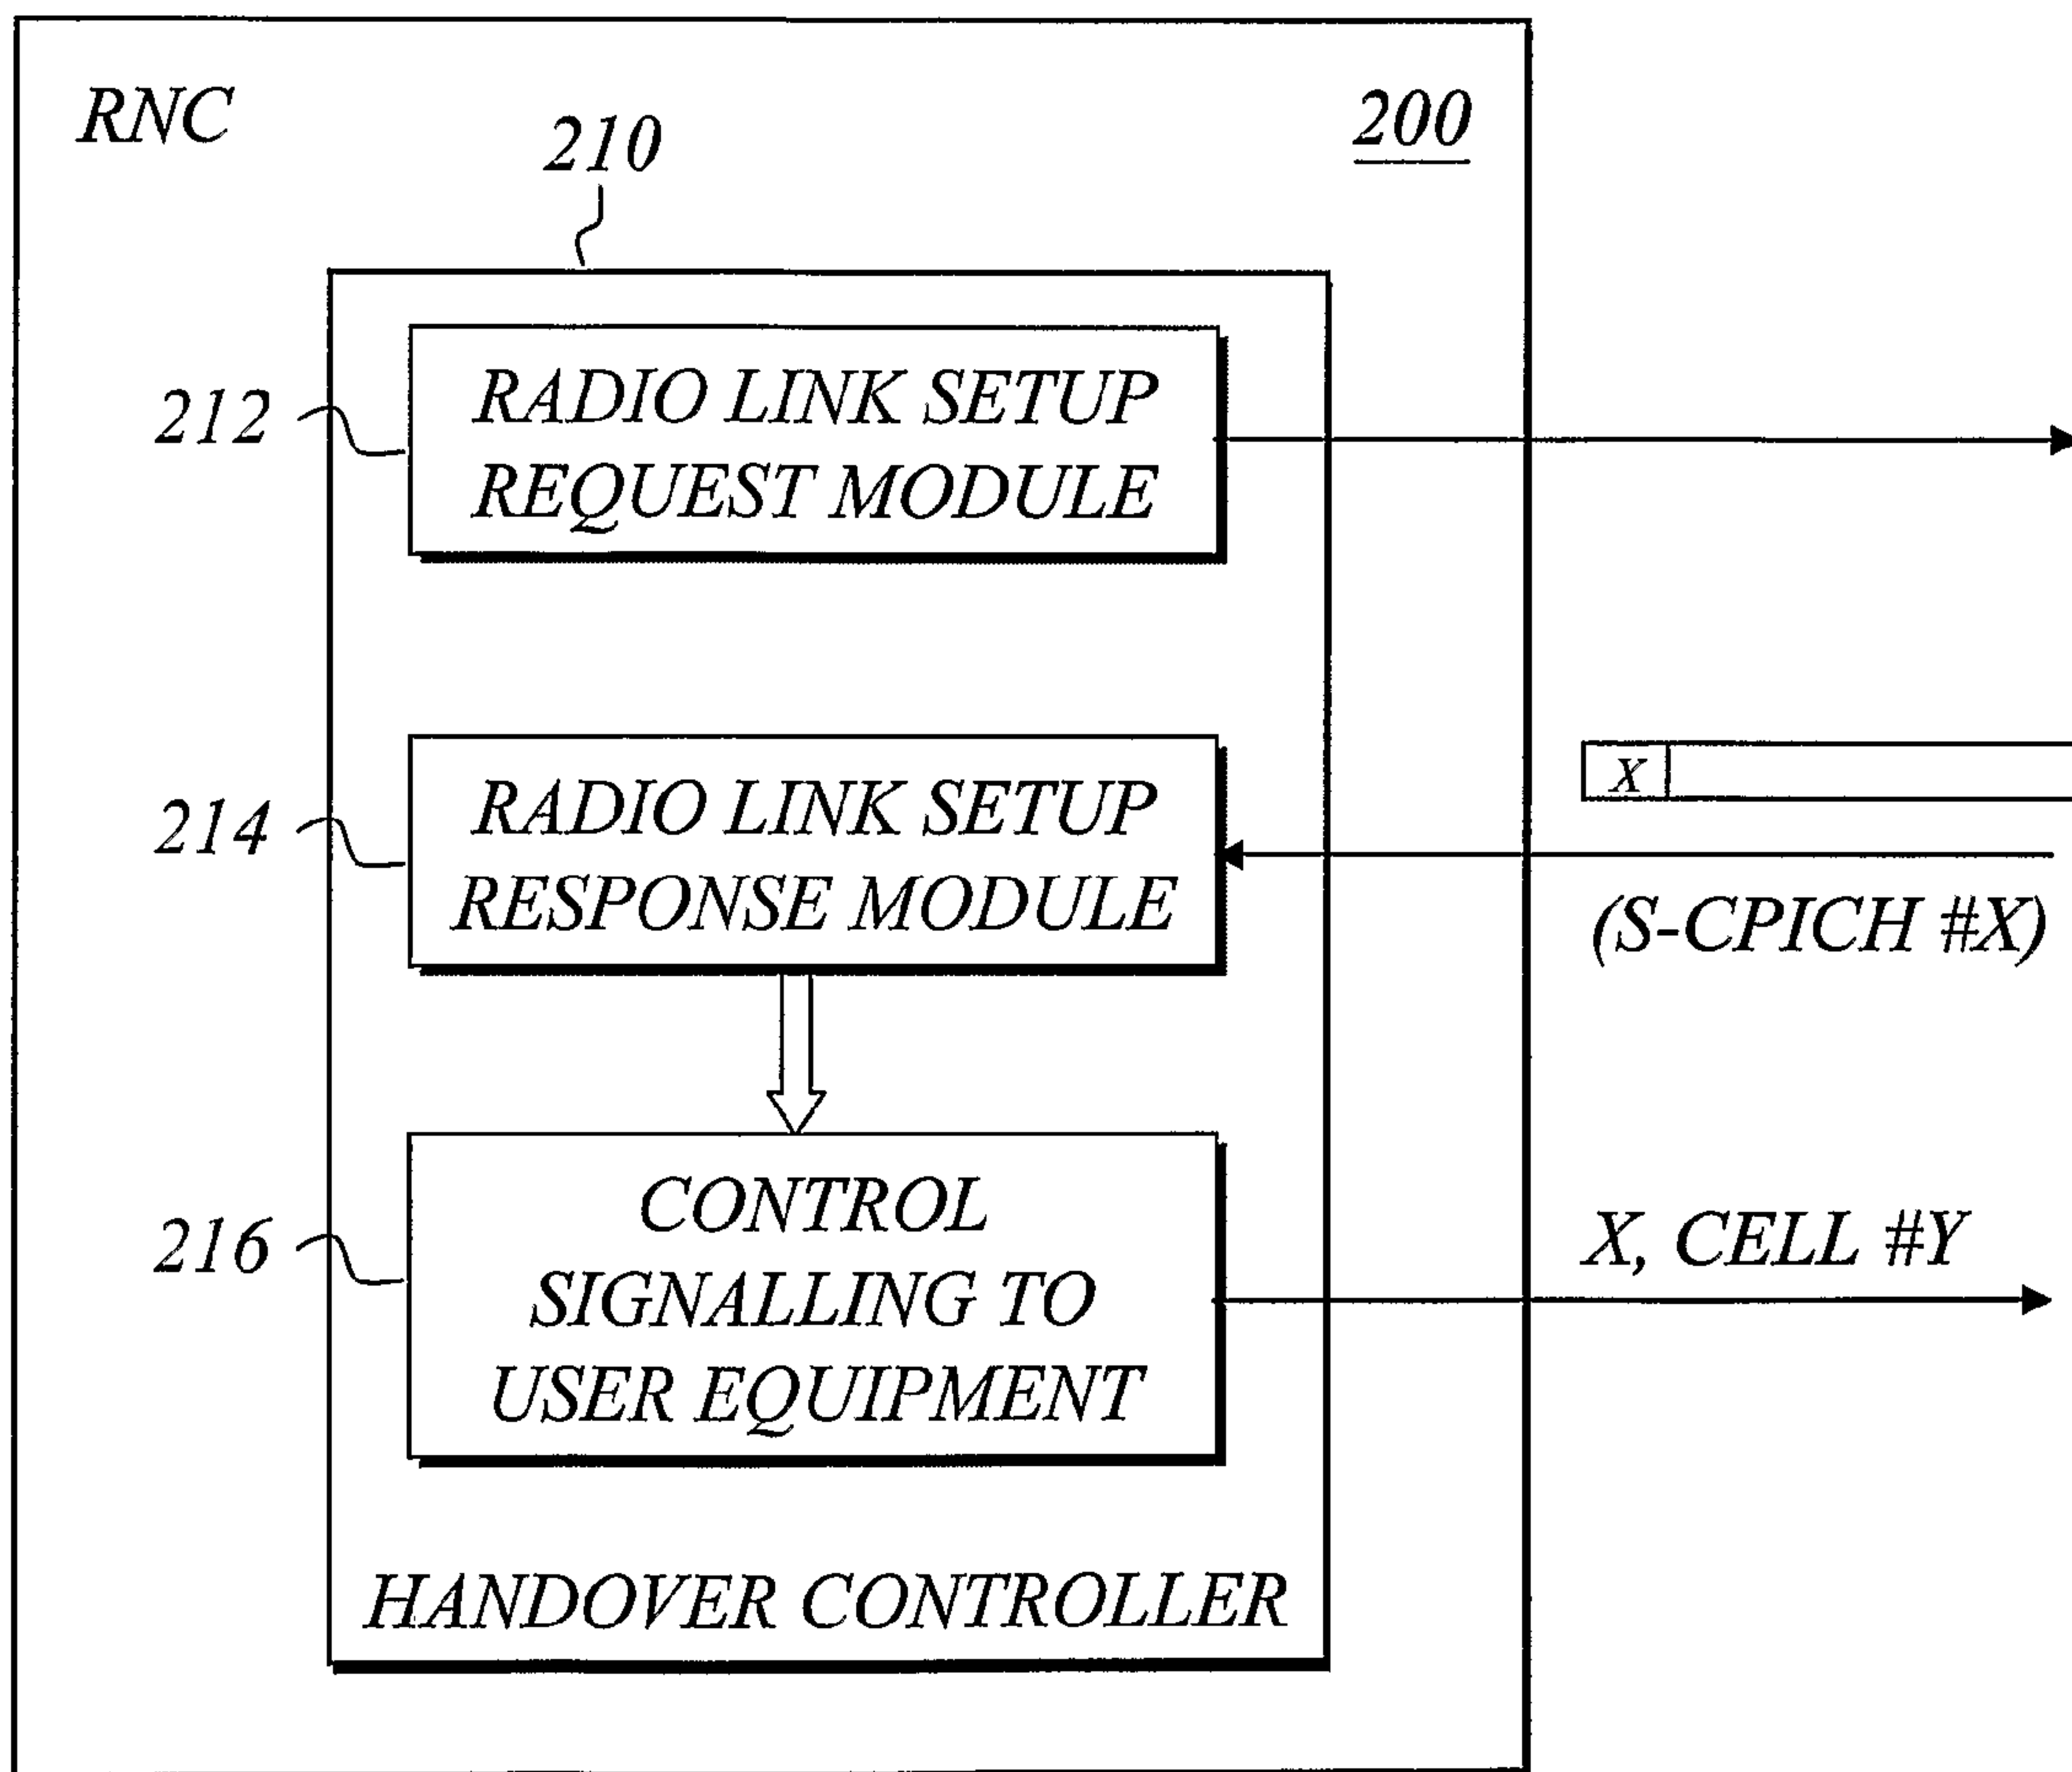 RNC
200
210
212
RADIO LINK SETUP
REQUEST MODULE
X
214
RADIO LINK SETUP
RESPONSE MODULE
(S-CPICH #X)
216
CONTROL
SIGNALLING TO
USER EQUIPMENT
X, CELL #Y
HANDOVER CONTROLLER